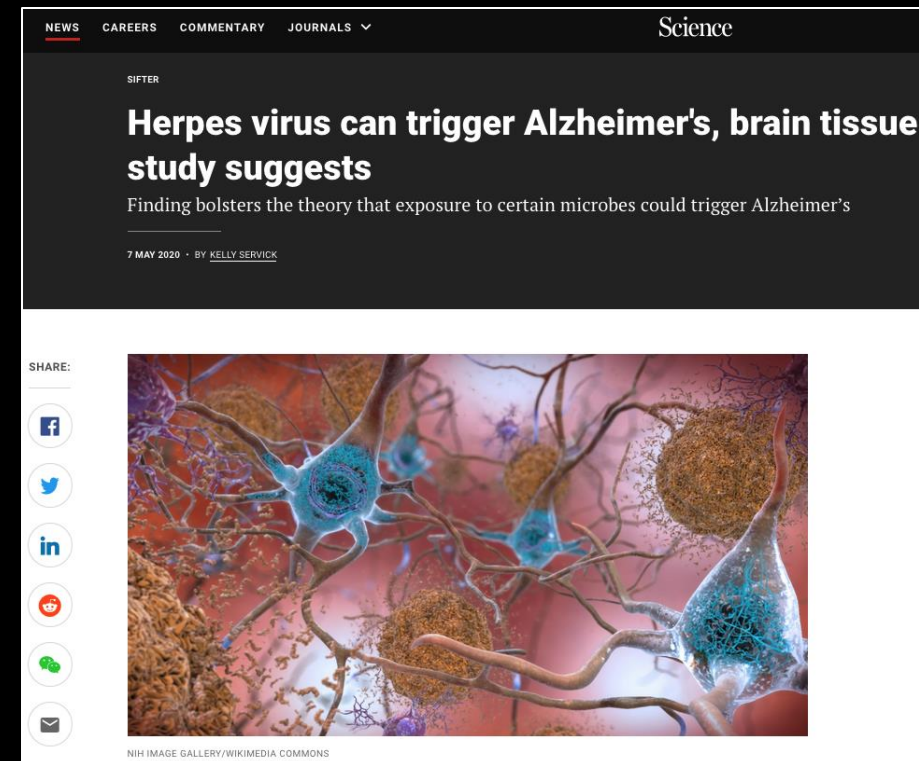 NEWS CAREERS COMMENTARY JOURNALS Science
SIFTER
Herpes virus can trigger Alzheimer's, brain tissue
study suggests
Finding bolsters the theory that exposure to certain microbes could trigger Alzheimer’s
7 MAY 2020 • BY KELLY SERVICK
SHARE:
NIH IMAGE GALLERY/WIKIMEDIA COMMONS